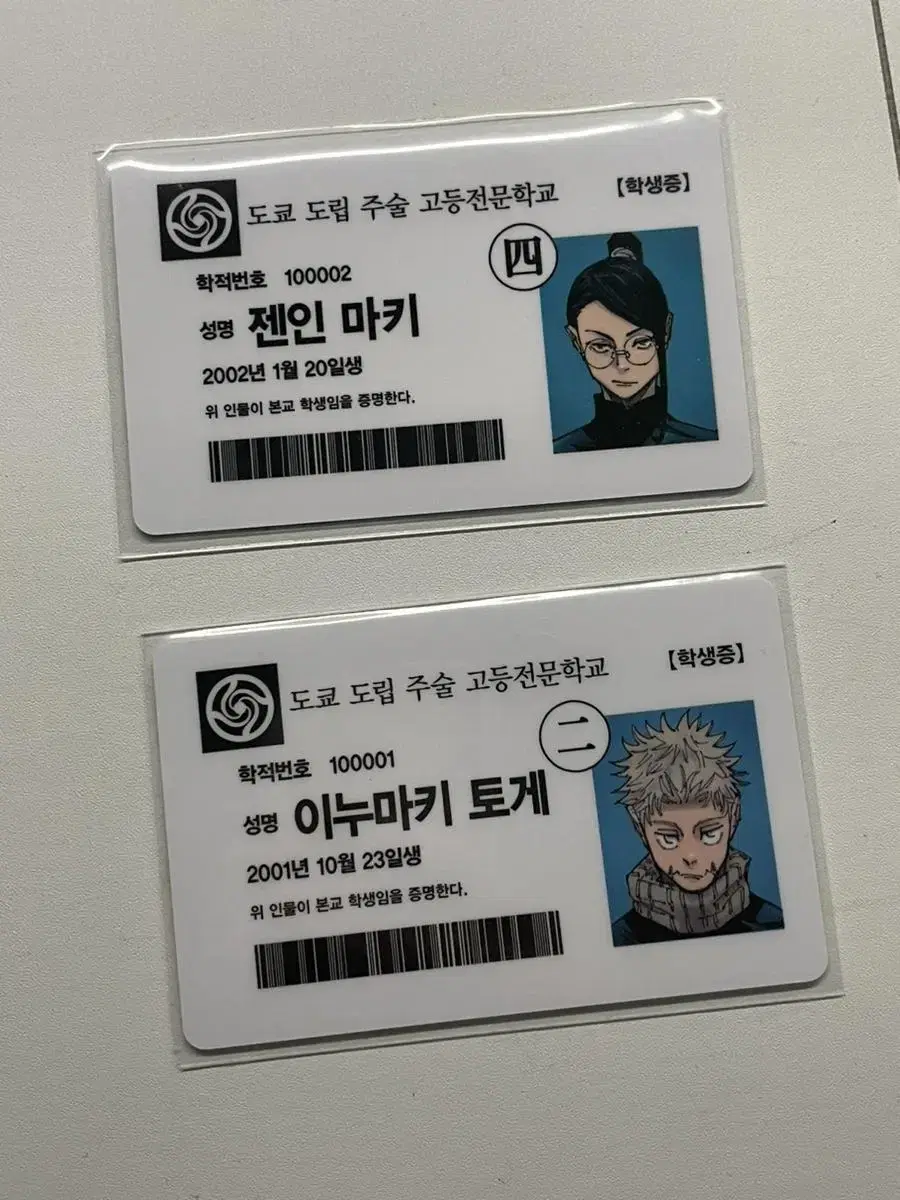 도쿄 도립 주술 고등전문학교
【학생증】
四
학적번호 100002
성명 젠인 마키
2002년 1월 20일생
위 인물이 본교 학생임을 증명한다.
도쿄 도립 주술 고등전문학교
【학생증】
二
학적번호 100001
성명 이누마키 토게
2001년 10월 23일생
위 인물이 본교 학생임을 증명한다.